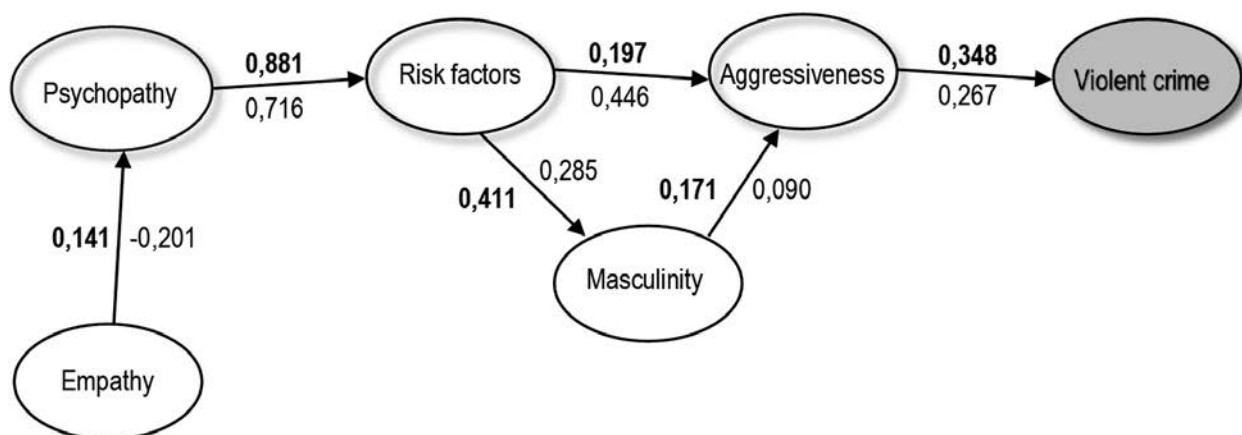 0,881
0,197
0,348
Psychopathy
Risk factors
Aggressiveness
Violent crime
0,716
0,446
0,267
0,285
0,411
0,171
0,090
0,141
-0,201
Masculinity
Empathy